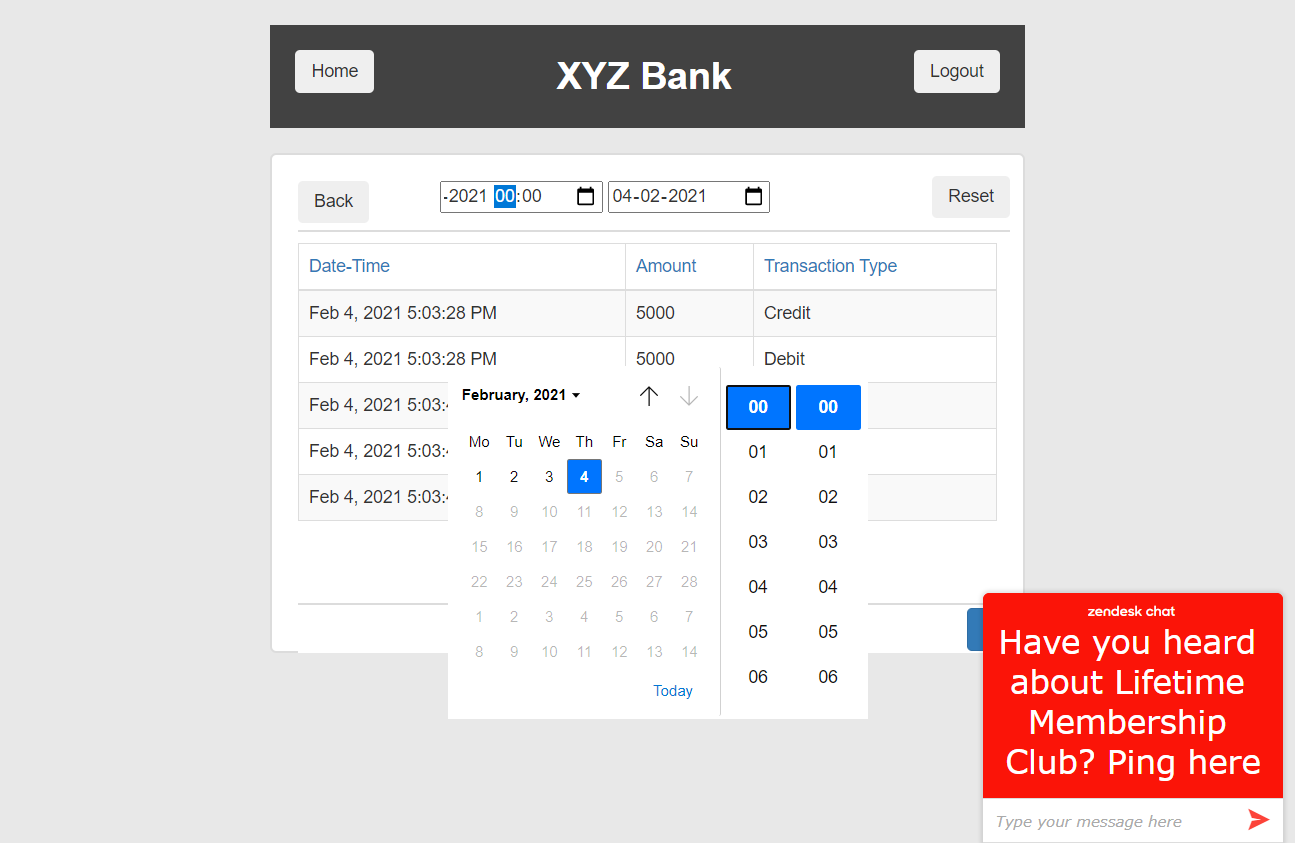 Home XYZ Bank Logout
Back -2021 00:00 04-02-2021 Reset
Date-Time Amount Transaction Type
Feb 4, 2021 5:03:28 PM 5000 Credit
Feb 4, 2021 5:03:28 PM 5000 Debit
Feb 4, 2021 5:03:
Feb 4, 2021 5:03:
Feb 4, 2021 5:03:
February, 2021
Mo Tu We Th Fr Sa Su
1 2 3 4 5 6 7
8 9 10 11 12 13 14
15 16 17 18 19 20 21
22 23 24 25 26 27 28
1 2 3 4 5 6 7
8 9 10 11 12 13 14
Today
00 00
01 01
02 02
03 03
04 04
05 05
06 06
zendesk chat
Have you heard
about Lifetime
Membership
Club? Ping here
Type your message here